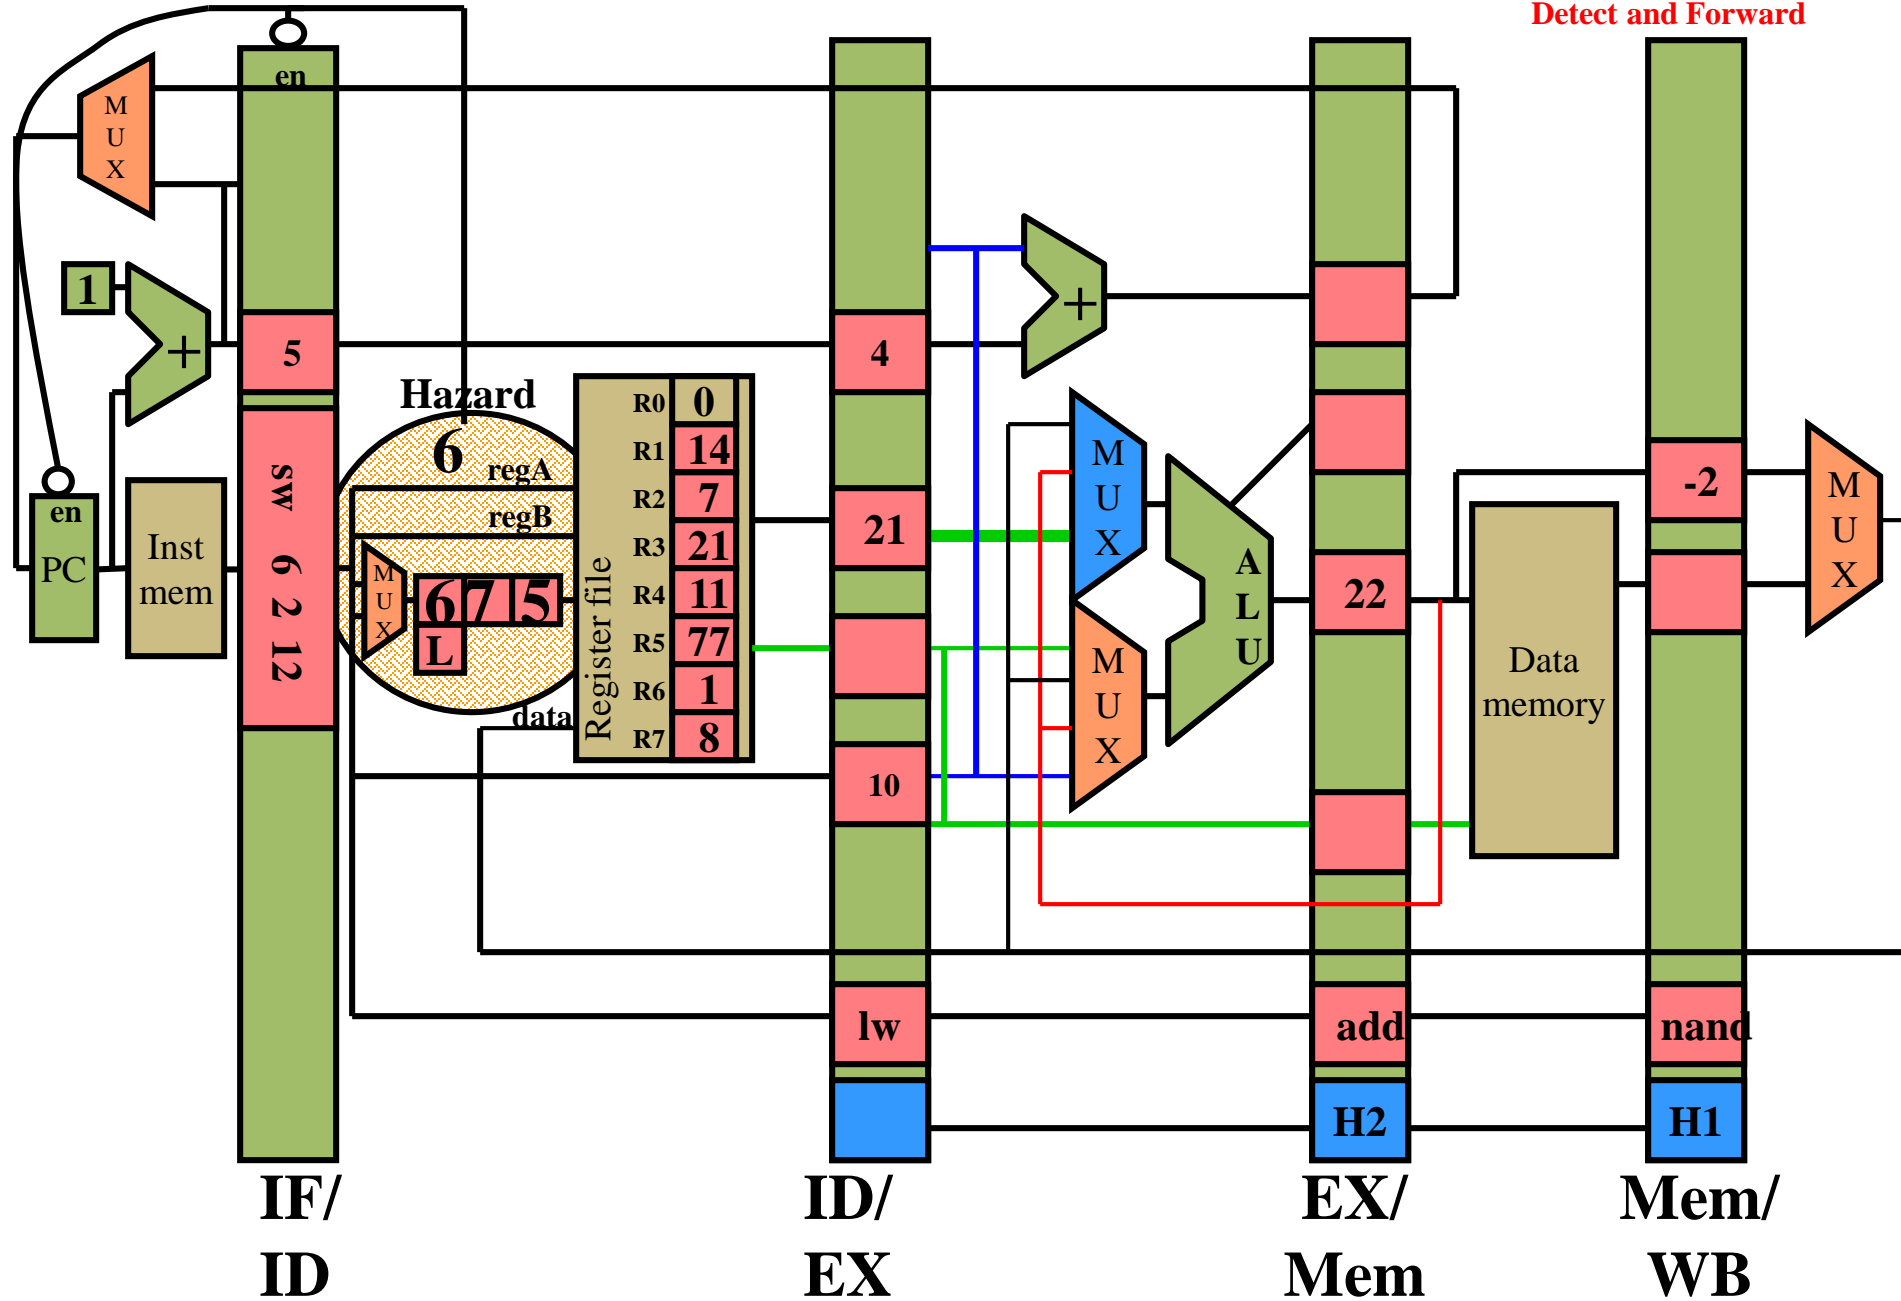 Detect and Forward
en
M
U
X
1
+
5
sw 6 2 12
en
PC
Inst
mem
Hazard
6
regA
regB
M
U
X
6 7 5
L
data
Register file
R0 0
R1 14
R2 7
R3 21
R4 11
R5 77
R6 1
R7 8
4
21
10
lw
+
M
U
X
M
U
X
A
L
U
22
add
H2
Data
memory
-2
nand
H1
M
U
X
IF/
ID
ID/
EX
EX/
Mem
Mem/
WB